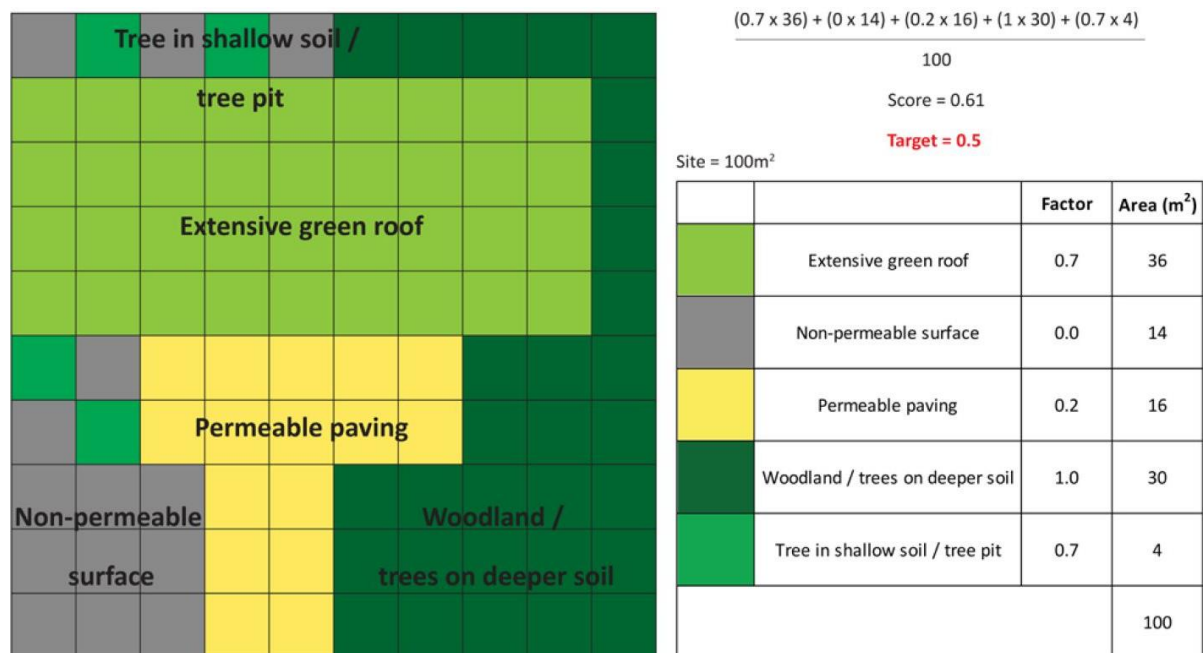 Tree in shallow soil /
tree pit
Extensive green roof
Permeable paving
Non-permeable
surface
Woodland /
trees on deeper soil
(0.7 x 36) + (0 x 14) + (0.2 x 16) + (1 x 30) + (0.7 x 4)
100
Score = 0.61
Target = 0.5
Site = 100m²
Factor Area (m²)
Extensive green roof 0.7 36
Non-permeable surface 0.0 14
Permeable paving 0.2 16
Woodland / trees on deeper soil 1.0 30
Tree in shallow soil / tree pit 0.7 4
100